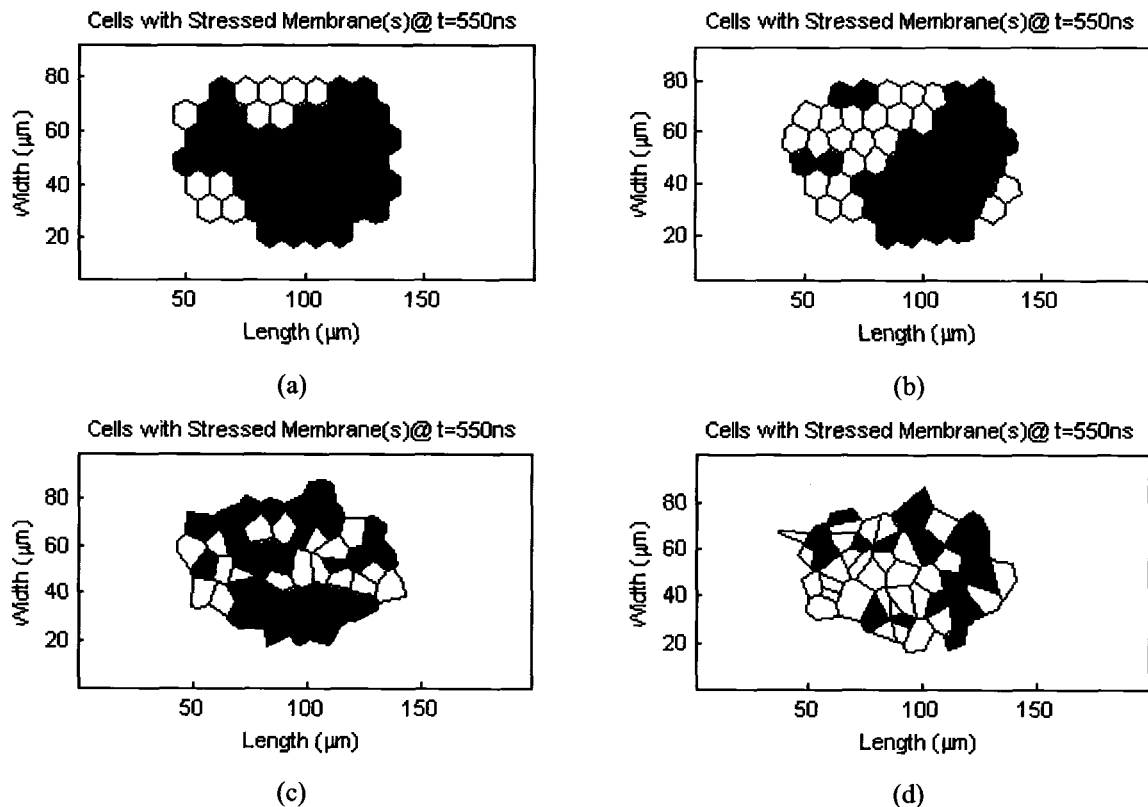 Cells with Stressed Membrane(s)@ t=550ns
80
60
40
20
Width (μm)
50
100
150
Length (μm)
(a)
Cells with Stressed Membrane(s)@ t=550ns
80
60
40
20
Width (μm)
50
100
150
Length (μm)
(b)
Cells with Stressed Membrane(s)@ t=550ns
80
60
40
20
Width (μm)
50
100
150
Length (μm)
(c)
Cells with Stressed Membrane(s)@ t=550ns
80
60
40
20
Width (μm)
50
100
150
Length (μm)
(d)